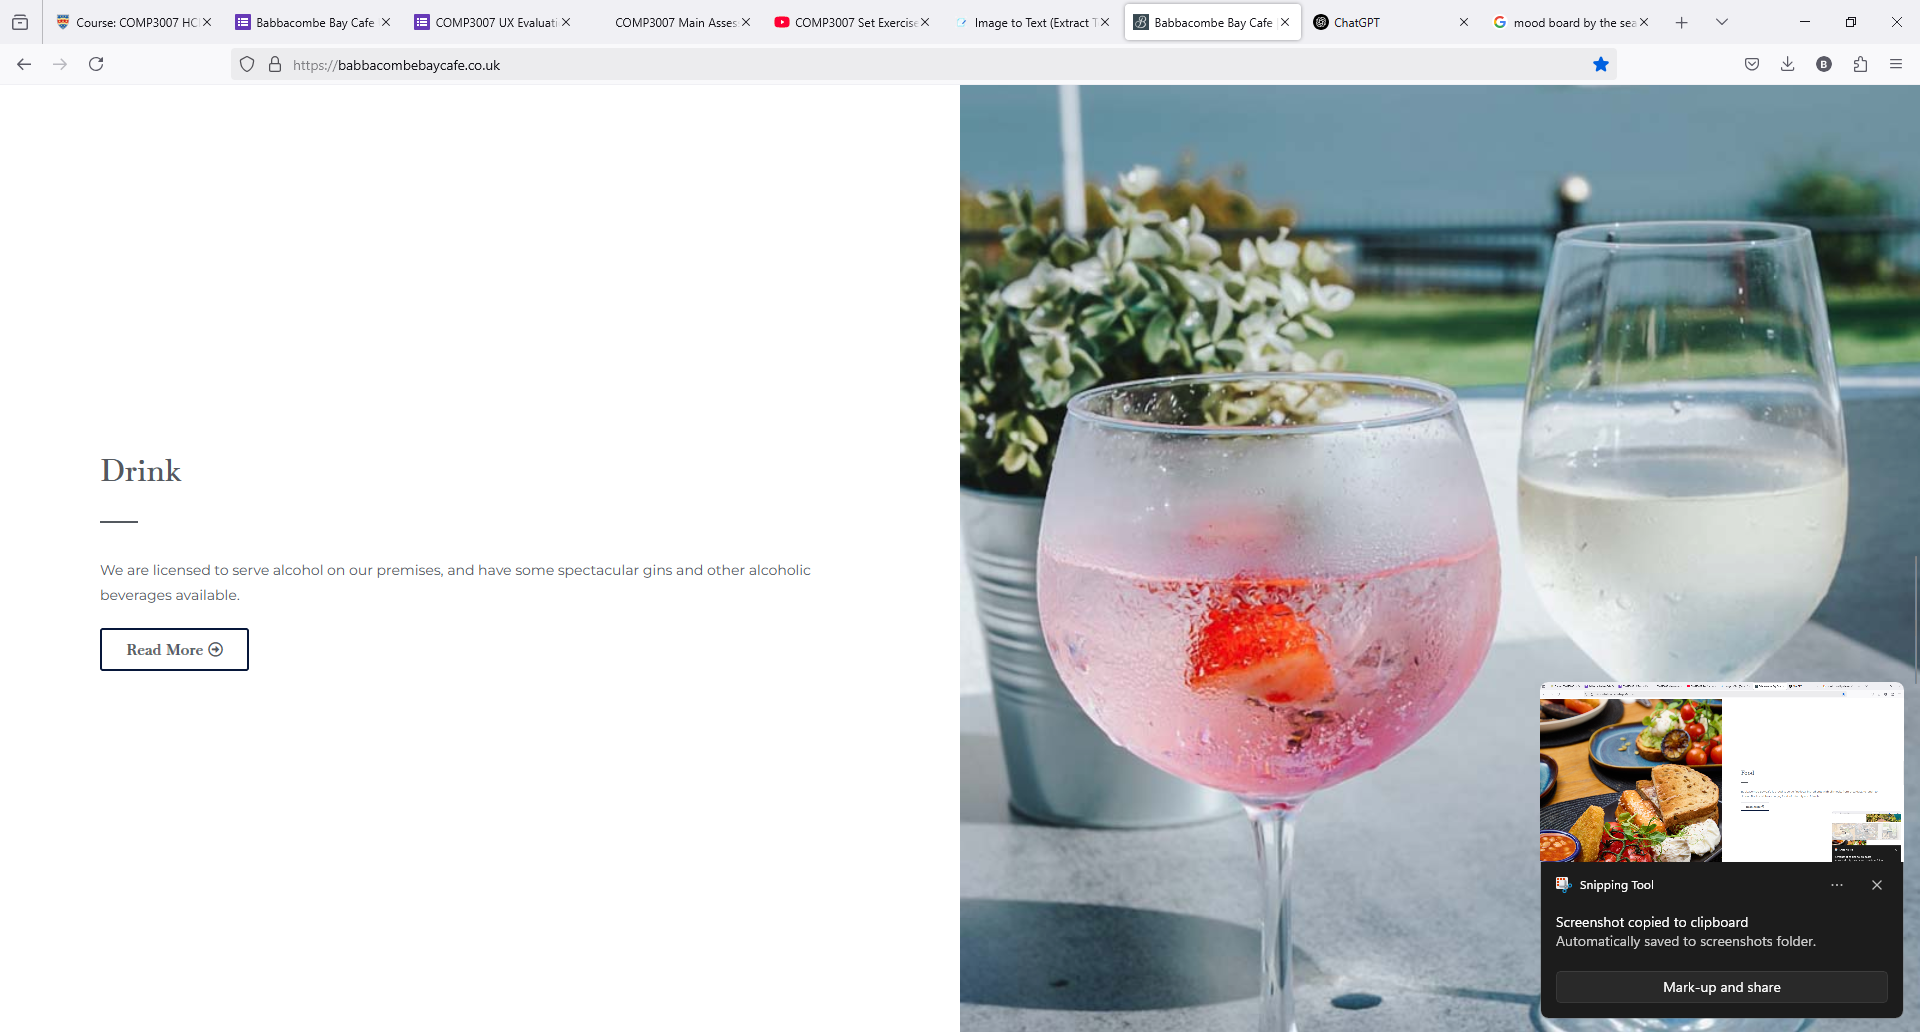 Course: COMP3007 HC
Babbacombe Bay Cafe
COMP3007 UX Evaluati
COMP3007 Main Asses
COMP3007 Set Exercise
Image to Text (Extract T
Babbacombe Bay Cafe
ChatGPT
mood board by the sea
https://babbacombebaycafe.co.uk
B
Drink
We are licensed to serve alcohol on our premises, and have some spectacular gins and other alcoholic
beverages available.
Read More
Food
Snipping Tool
Screenshot copied to clipboard
Automatically saved to screenshots folder.
Mark-up and share